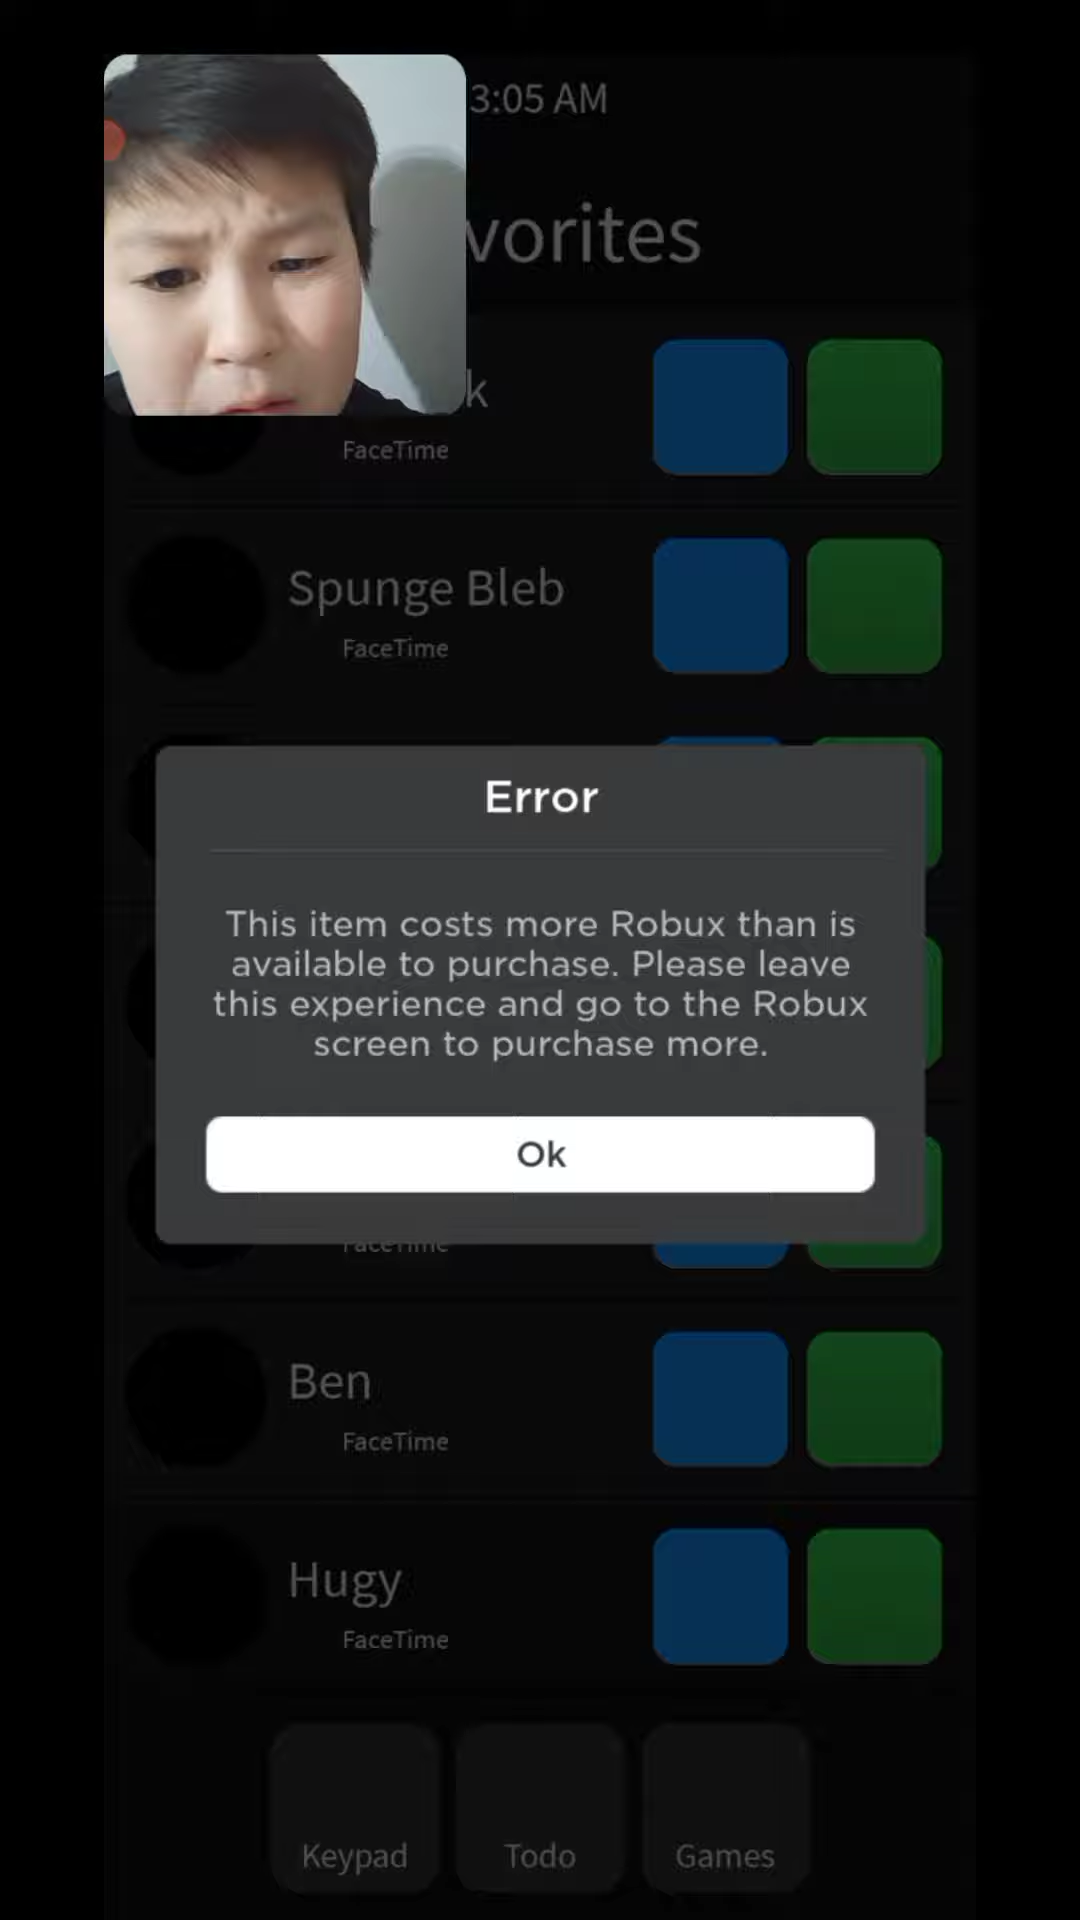 3:05 AM
vorites
k
FaceTime
Spunge Bleb
FaceTime
Error
This item costs more Robux than is
available to purchase. Please leave
this experience and go to the Robux
screen to purchase more.
Ok
FaceTime
Ben
FaceTime
Hugy
FaceTime
Keypad
Todo
Games